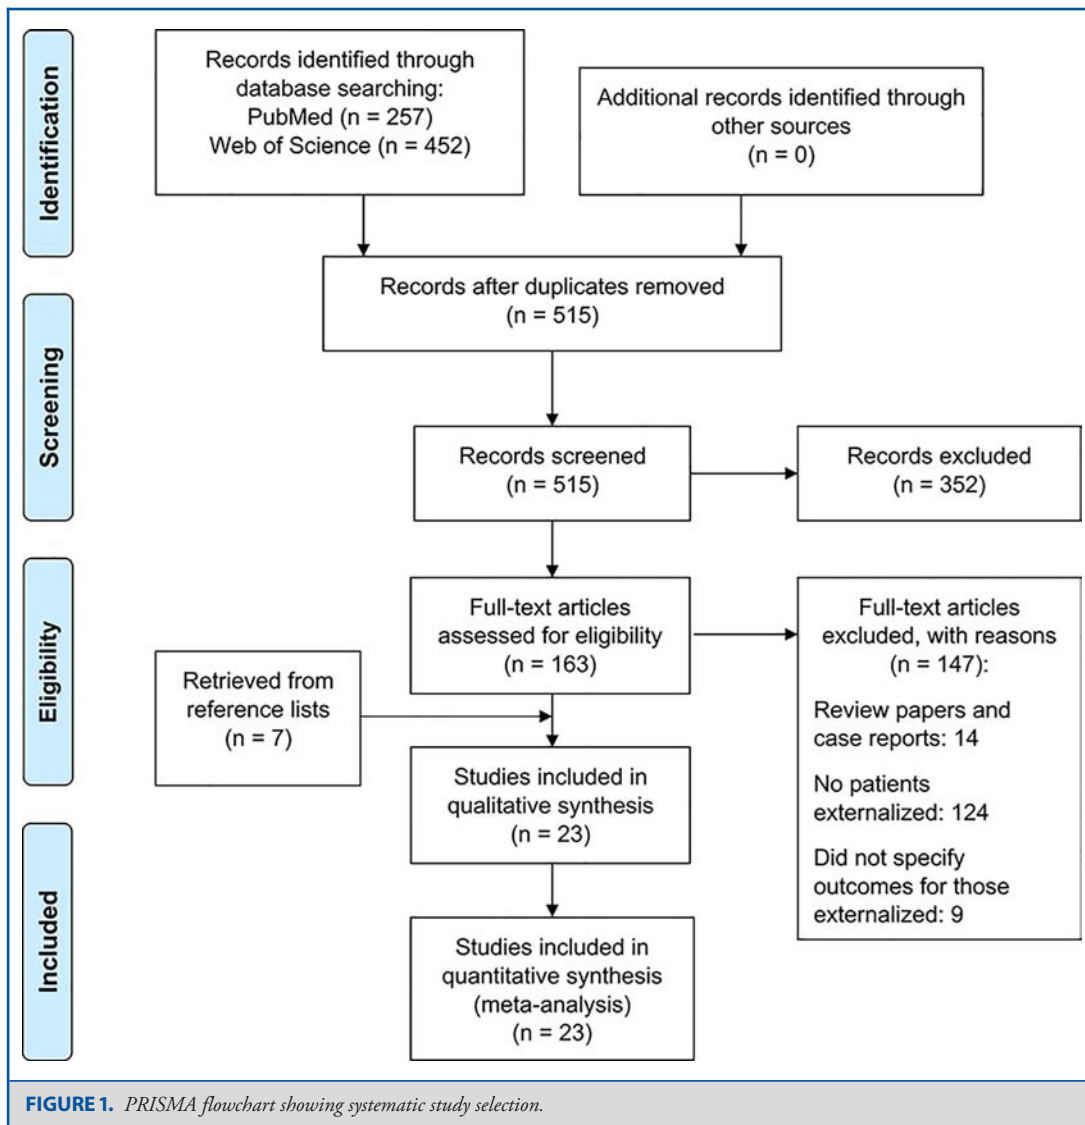 Identification
Records identified through
database searching:
PubMed (n = 257)
Web of Science (n = 452)
Additional records identified through
other sources
(n = 0)
Records after duplicates removed
(n = 515)
Screening
Records screened
(n = 515)
Records excluded
(n = 352)
Eligibility
Full-text articles
assessed for eligibility
(n = 163)
Full-text articles
excluded, with reasons
(n = 147):
Review papers and
case reports: 14
No patients
externalized: 124
Did not specify
outcomes for those
externalized: 9
Retrieved from
reference lists
(n = 7)
Studies included in
qualitative synthesis
(n = 23)
Included
Studies included in
quantitative synthesis
(meta-analysis)
(n = 23)
FIGURE 1. PRISMA flowchart showing systematic study selection.